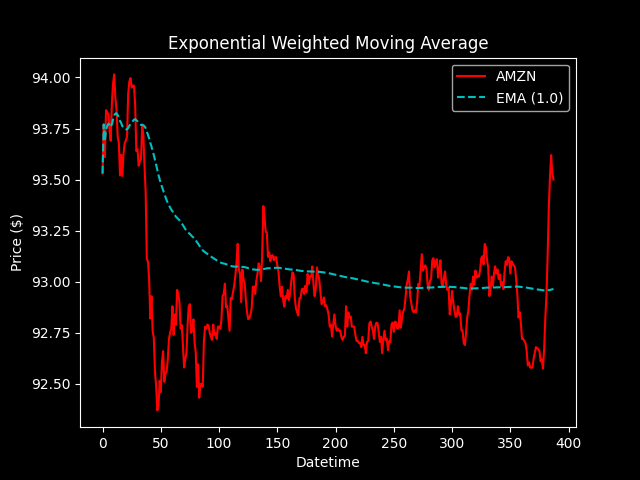 Exponential Weighted Moving Average
AMZN
EMA (1.0)
94.00
93.75
93.50
93.25
93.00
92.75
92.50
Price ($)
0 50 100 150 200 250 300 350 400
Datetime